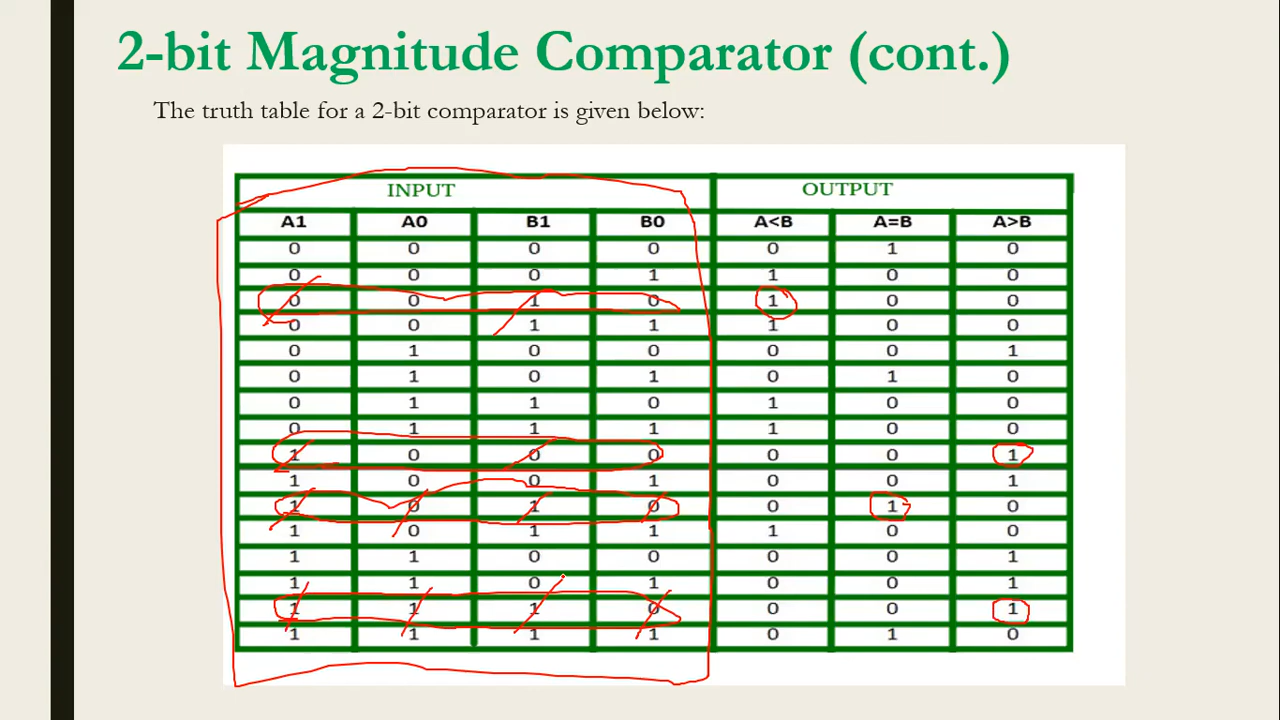 2-bit Magnitude Comparator (cont.)
The truth table for a 2-bit comparator is given below:
INPUT OUTPUT
A1 A0 B1 B0 A<B A=B A>B
0 0 0 0 0 1 0
0 0 0 1 1 0 0
0 0 1 0 1 0 0
0 0 1 1 1 0 0
0 1 0 0 0 0 1
0 1 0 1 0 1 0
0 1 1 0 1 0 0
0 1 1 1 1 0 0
1 0 0 0 0 0 1
1 0 0 1 0 0 1
1 0 1 0 0 1 0
1 0 1 1 1 0 0
1 1 0 0 0 0 1
1 1 0 1 0 0 1
1 1 1 0 0 0 1
1 1 1 1 0 1 0